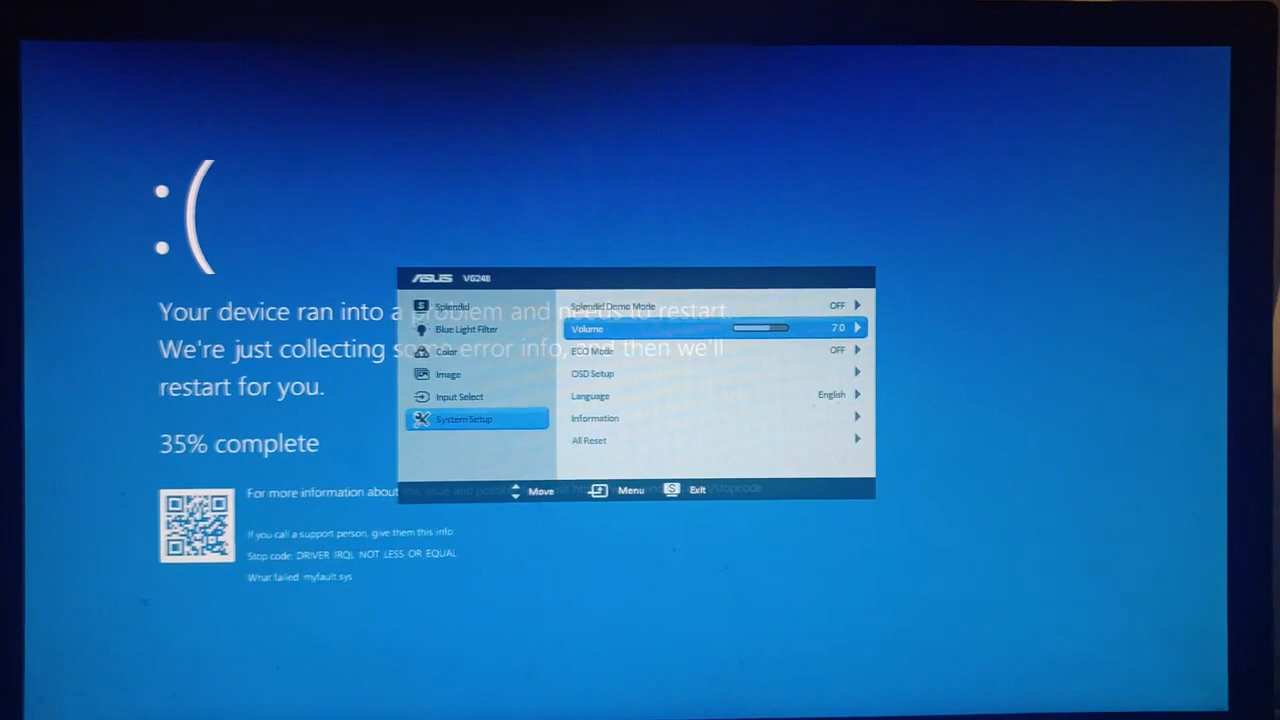 :(
Your device ran into a problem and needs to restart.
We're just collecting some error info, and then we'll
restart for you.
35% complete
For more information about
If you call a support person, give them this info:
Stop code: DRIVER IRQL NOT LESS OR EQUAL
What failed: myfault.sys
ASUS VG248
S Splendid
Blue Light Filter
Color
Image
Input Select
System Setup
Splendid Demo Mode OFF
Volume 70
ECO Mode OFF
OSD Setup
Language English
Information
All Reset
Move Menu S Exit
/stopcode